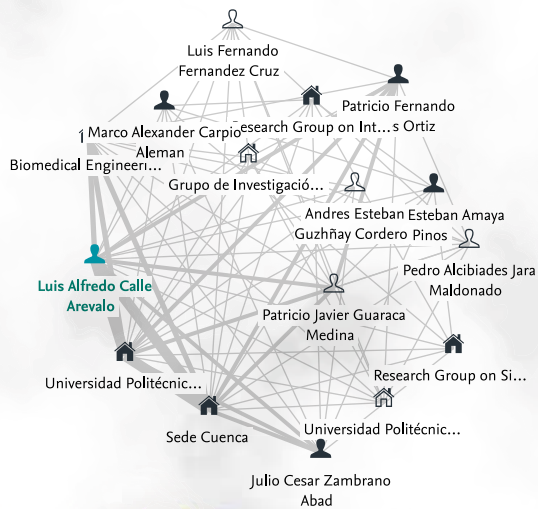 Luis Fernando
Fernandez Cruz
Patricio Fernando
s Ortiz
Marco Alexander Carpio
Aleman
esearch Group on Int...
Biomedical Engineeri...
Grupo de Investigació...
Andres Esteban
Guzhñay Cordero
Esteban Amaya
Pinos
Pedro Alcibiades Jara
Maldonado
Luis Alfredo Calle
Arevalo
Patricio Javier Guaraca
Medina
Universidad Politécnic...
Research Group on Si...
Sede Cuenca
Universidad Politécnic...
Julio Cesar Zambrano
Abad